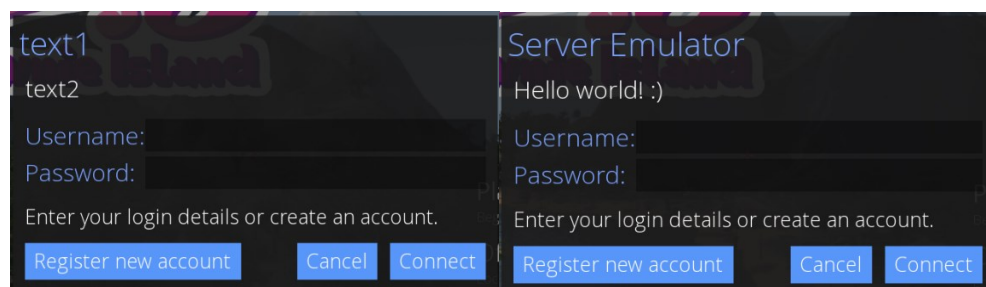 text1
text2
Username:
Password:
Enter your login details or create an account.
Register new account Cancel Connect
Server Emulator
Hello world! :)
Username:
Password:
Enter your login details or create an account.
Register new account Cancel Connect